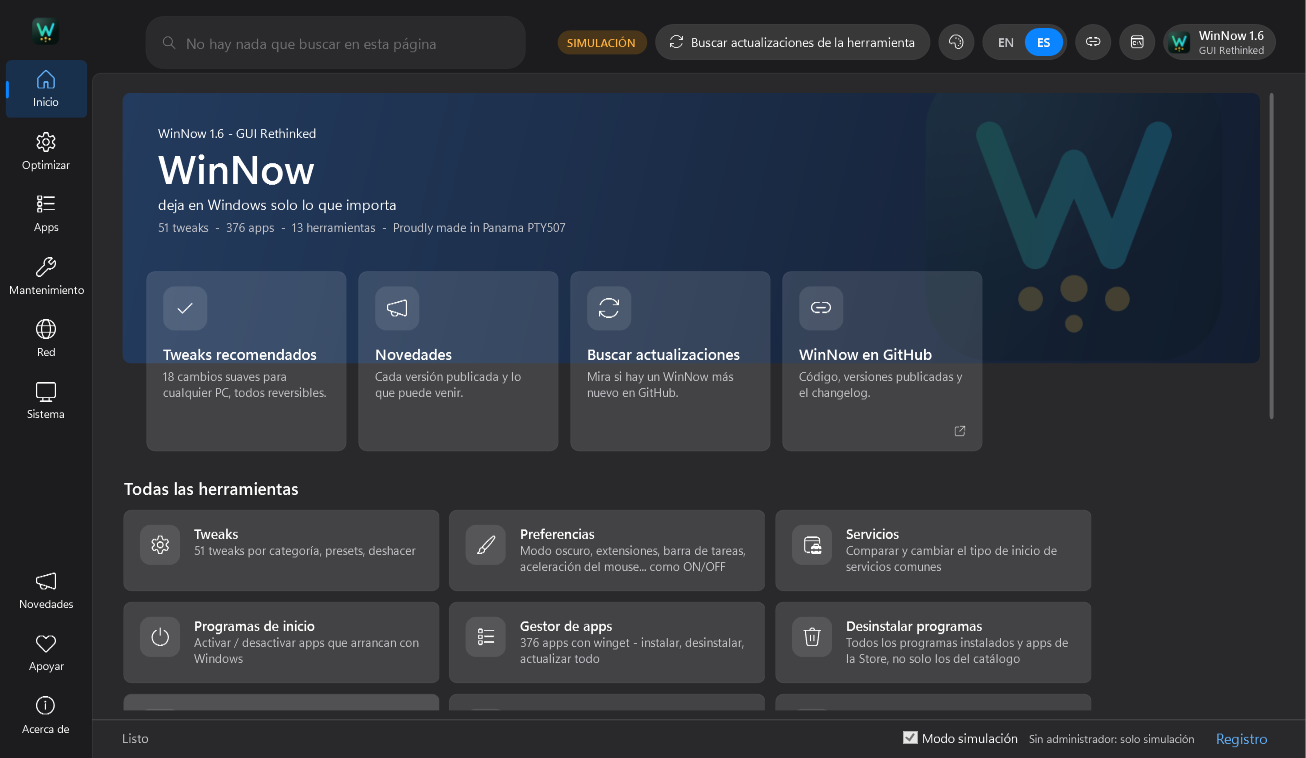 No hay nada que buscar en esta página
SIMULACIÓN
Buscar actualizaciones de la herramienta
EN
ES
WinNow 1.6
GUI Rethinked
Inicio
Optimizar
Apps
Mantenimiento
Red
Sistema
Novedades
Apoyar
Acerca de
WinNow 1.6 - GUI Rethinked
WinNow
deja en Windows solo lo que importa
51 tweaks - 376 apps - 13 herramientas - Proudly made in Panama PTY507
Tweaks recomendados
18 cambios suaves para
cualquier PC, todos reversibles.
Novedades
Cada versión publicada y lo
que puede venir.
Buscar actualizaciones
Mira si hay un WinNow más
nuevo en GitHub.
WinNow en GitHub
Código, versiones publicadas y
el changelog.
Todas las herramientas
Tweaks
51 tweaks por categoría, presets, deshacer
Preferencias
Modo oscuro, extensiones, barra de tareas,
aceleración del mouse... como ON/OFF
Servicios
Comparar y cambiar el tipo de inicio de
servicios comunes
Programas de inicio
Activar / desactivar apps que arrancan con
Windows
Gestor de apps
376 apps con winget - instalar, desinstalar,
actualizar todo
Desinstalar programas
Todos los programas instalados y apps de
la Store, no solo los del catálogo
Listo
Modo simulación
Sin administrador: solo simulación
Registro